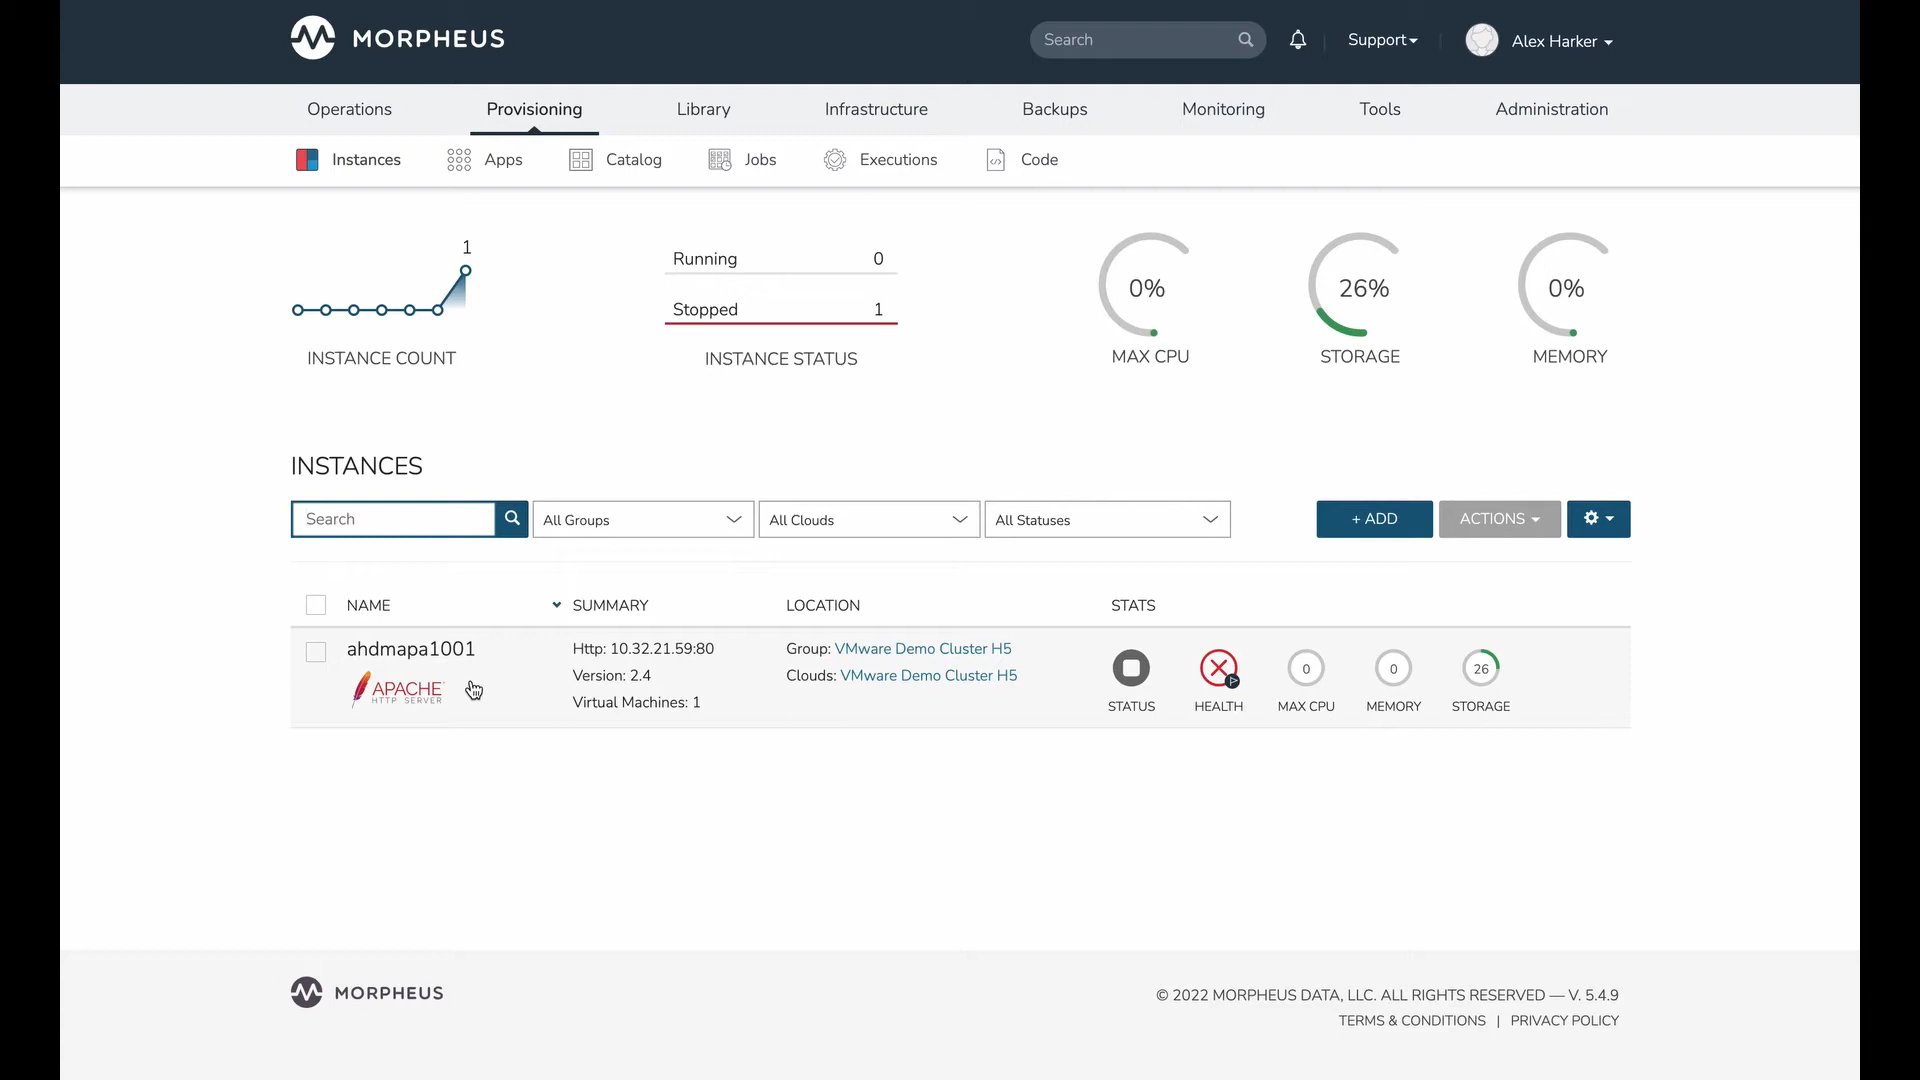 MORPHEUS
Search
Support
Alex Harker
Operations
Provisioning
Library
Infrastructure
Backups
Monitoring
Tools
Administration
Instances
Apps
Catalog
Jobs
Executions
Code
1
INSTANCE COUNT
Running 0
Stopped 1
INSTANCE STATUS
0%
MAX CPU
26%
STORAGE
0%
MEMORY
INSTANCES
Search
All Groups
All Clouds
All Statuses
+ ADD
ACTIONS
NAME
SUMMARY
LOCATION
STATS
ahdmapa1001
APACHE
HTTP SERVER
Http: 10.32.21.59:80
Version: 2.4
Virtual Machines: 1
Group: VMware Demo Cluster H5
Clouds: VMware Demo Cluster H5
STATUS
HEALTH
0
MAX CPU
0
MEMORY
26
STORAGE
MORPHEUS
© 2022 MORPHEUS DATA, LLC. ALL RIGHTS RESERVED — V. 5.4.9
TERMS & CONDITIONS | PRIVACY POLICY